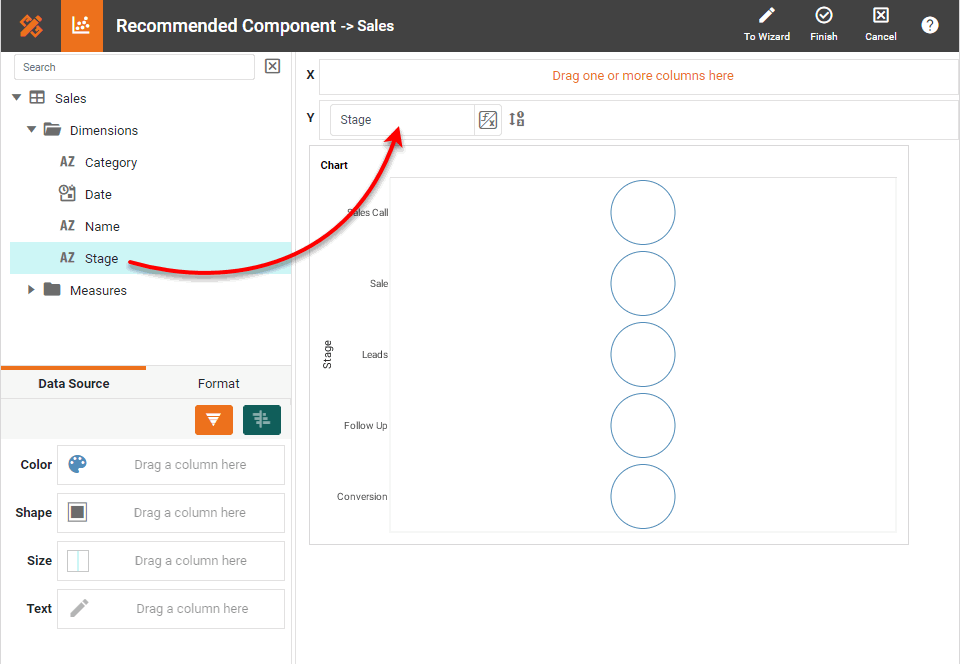 Recommended Component -> Sales
To Wizard
Finish
Cancel
?
Search
Sales
Dimensions
AZ Category
Date
AZ Name
AZ Stage
Measures
Data Source
Format
Color Drag a column here
Shape Drag a column here
Size Drag a column here
Text Drag a column here
X Drag one or more columns here
Y Stage
Chart
Stage
Sales Call
Sale
Leads
Follow Up
Conversion